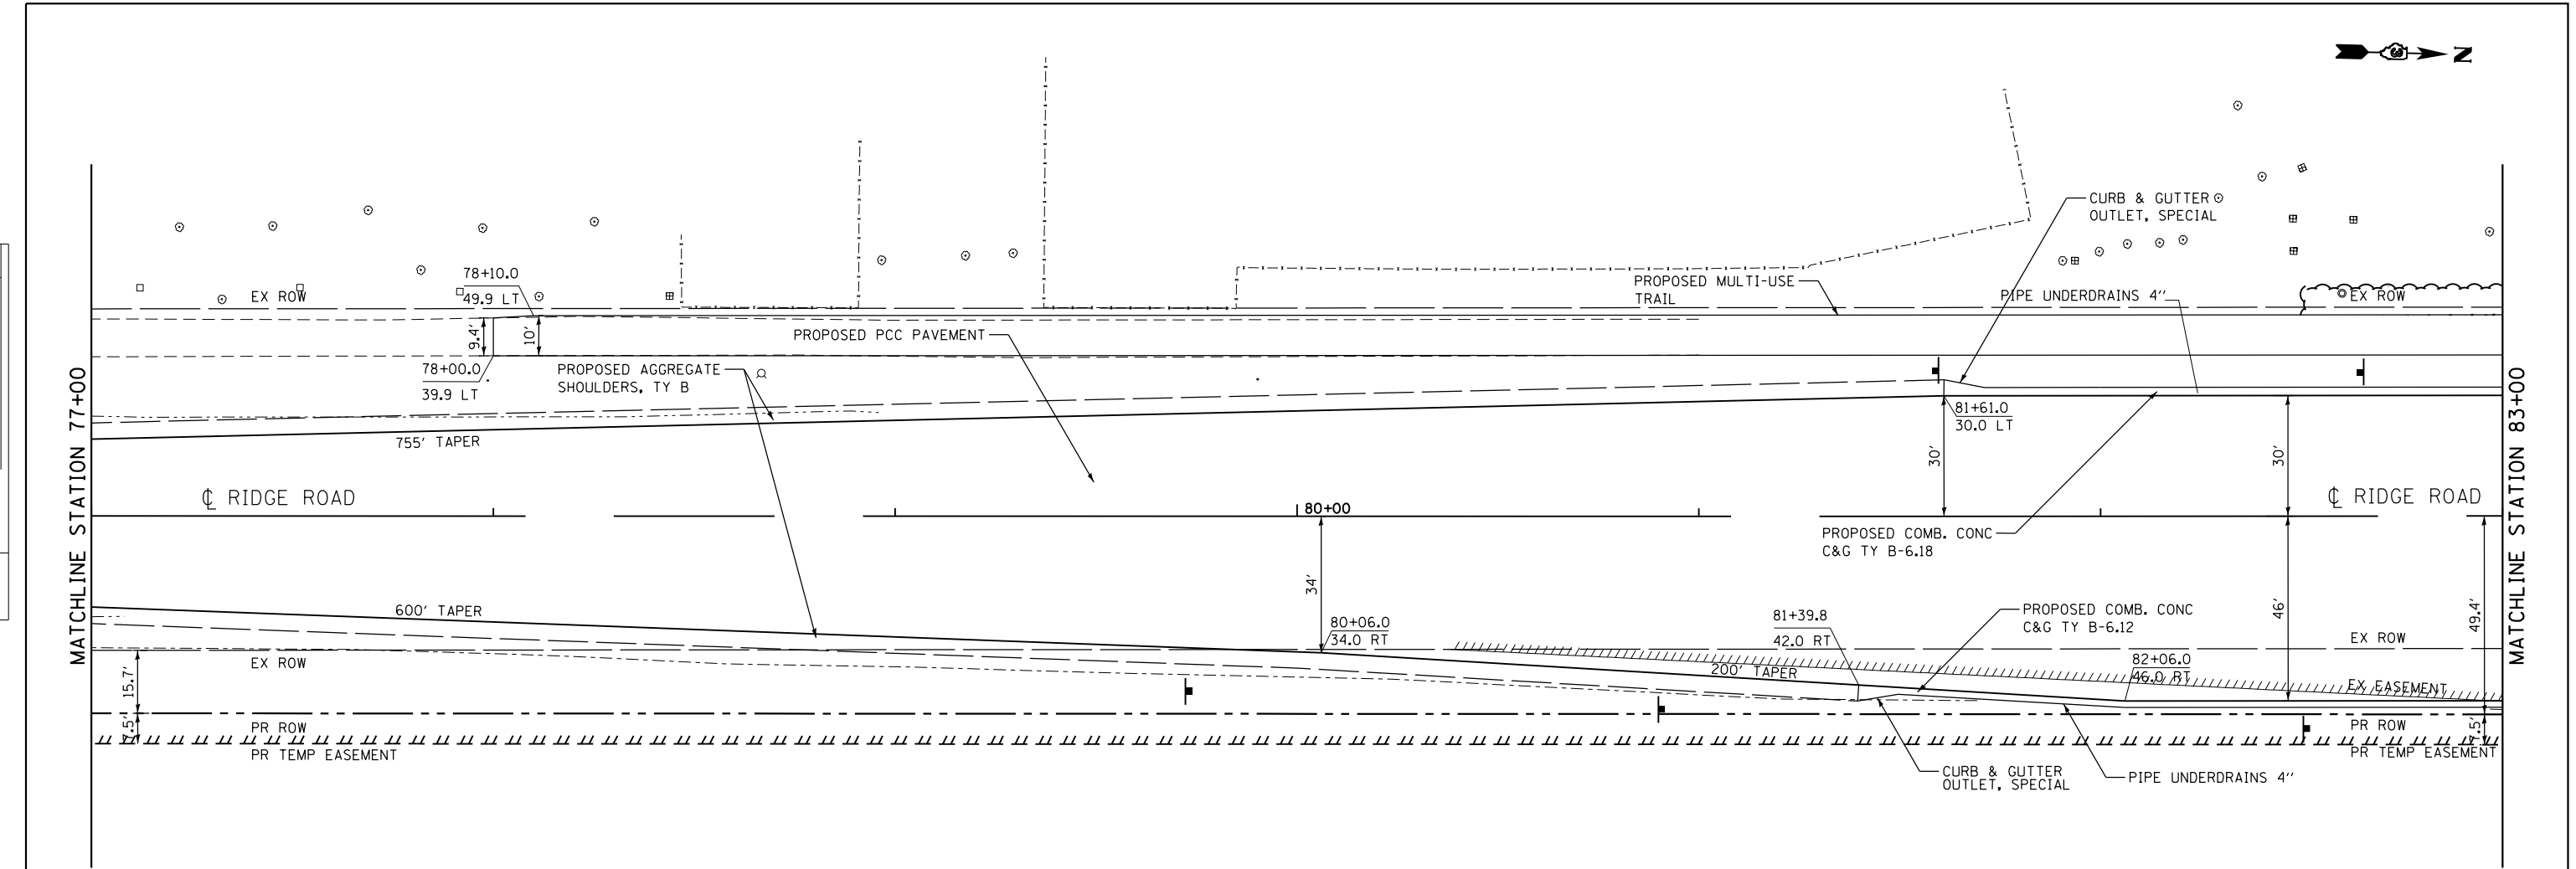 N
CURB & GUTTER
OUTLET, SPECIAL
78+10.0
49.9 LT
EX ROW
PROPOSED MULTI-USE
TRAIL
PIPE UNDERDRAINS 4''
EX ROW
9.4'
10'
PROPOSED PCC PAVEMENT
78+00.0
39.9 LT
PROPOSED AGGREGATE
SHOULDERS, TY B
81+61.0
30.0 LT
755' TAPER
30'
30'
MATCHLINE STATION 77+00
MATCHLINE STATION 83+00
℄ RIDGE ROAD
80+00
℄ RIDGE ROAD
PROPOSED COMB. CONC
C&G TY B-6.18
34'
600' TAPER
80+06.0
34.0 RT
81+39.8
42.0 RT
PROPOSED COMB. CONC
C&G TY B-6.12
46'
49.4'
EX ROW
EX ROW
82+06.0
46.0 RT
200' TAPER
15.7'
EX EASEMENT
7.5'
PR ROW
PR TEMP EASEMENT
PR ROW
7.5'
PR TEMP EASEMENT
CURB & GUTTER
OUTLET, SPECIAL
PIPE UNDERDRAINS 4''